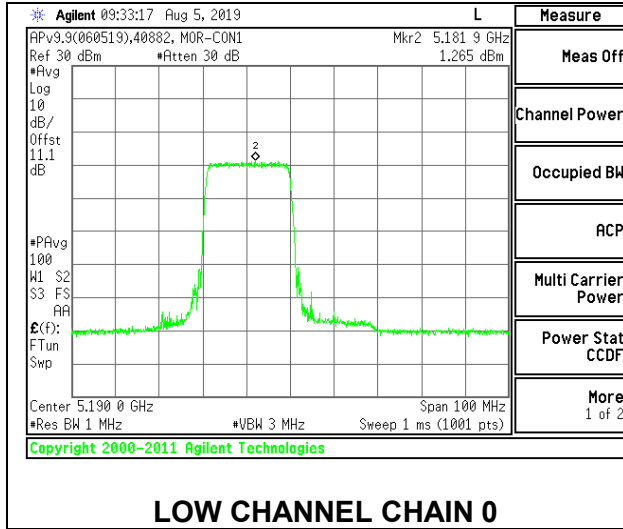 Agilent 09:33:17 Aug 5, 2019 L
APv9.9(060519),40882, MOR-CON1 Mkr2 5.181 9 GHz
Ref 30 dBm #Atten 30 dB 1.265 dBm
#Avg
Log
10
dB/
Offst
11.1
dB
2
#PAvg
100
W1 S2
S3 FS
AA
£(f):
FTun
Swp
Center 5.190 0 GHz Span 100 MHz
#Res BW 1 MHz #VBW 3 MHz Sweep 1 ms (1001 pts)
Copyright 2000-2011 Agilent Technologies
Measure
Meas Off
Channel Power
Occupied BW
ACP
Multi Carrier
Power
Power Stat
CCDF
More
1 of 2
LOW CHANNEL CHAIN 0